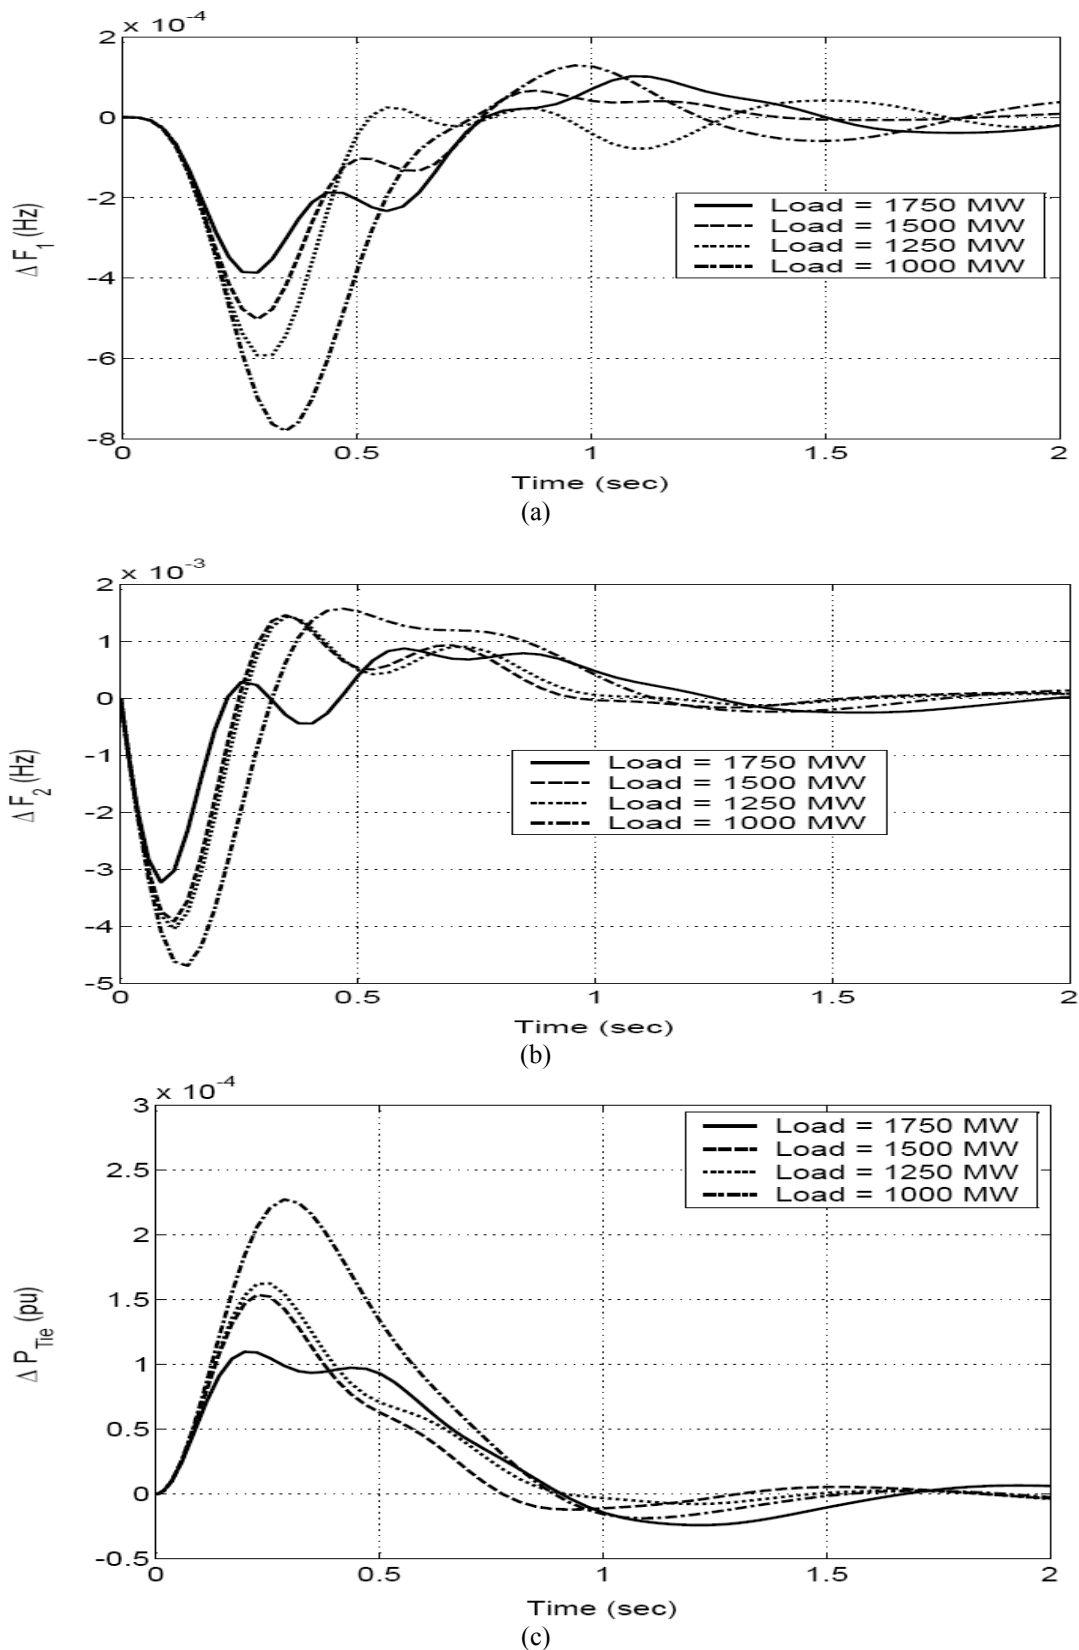 × 10⁻⁴
2
0
-2
-4
-6
-8
ΔF₁ (Hz)
Load = 1750 MW
Load = 1500 MW
Load = 1250 MW
Load = 1000 MW
0 0.5 1 1.5 2
Time (sec)
(a)
× 10⁻³
2
1
0
-1
-2
-3
-4
-5
ΔF₂ (Hz)
Load = 1750 MW
Load = 1500 MW
Load = 1250 MW
Load = 1000 MW
0 0.5 1 1.5 2
Time (sec)
(b)
× 10⁻⁴
3
2.5
2
1.5
1
0.5
0
-0.5
ΔP_Tie (pu)
Load = 1750 MW
Load = 1500 MW
Load = 1250 MW
Load = 1000 MW
0 0.5 1 1.5 2
Time (sec)
(c)